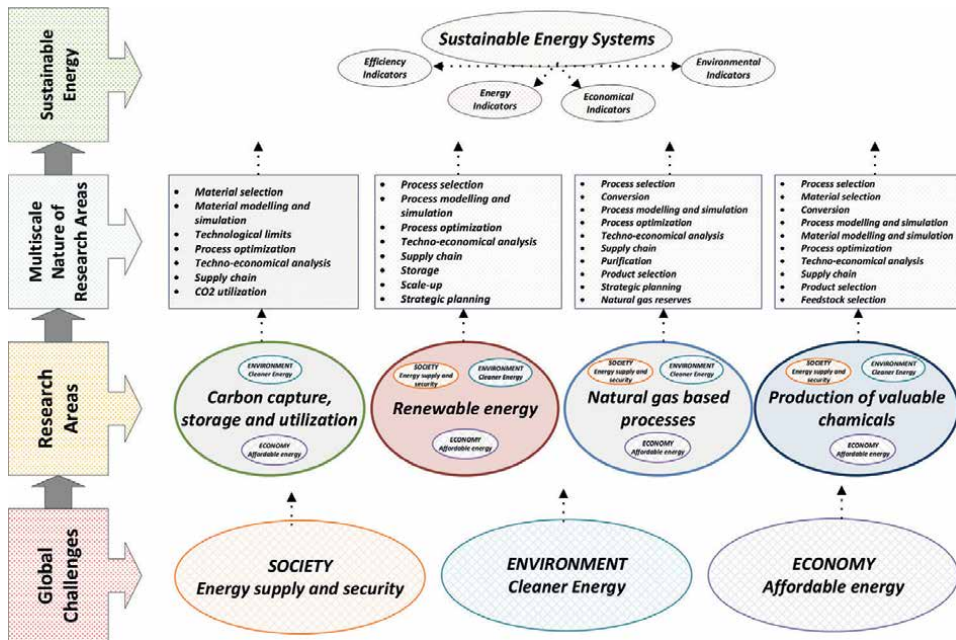 Sustainable
Energy
Sustainable Energy Systems
Efficiency
Indicators
Environmental
Indicators
Energy
Indicators
Economical
Indicators
Multiscale
Nature of
Research Areas
• Material selection
• Material modelling and
simulation
• Technological limits
• Process optimization
• Techno-economical analysis
• Supply chain
• CO2 utilization
• Process selection
• Process modelling and
simulation
• Process optimization
• Techno-economical analysis
• Supply chain
• Storage
• Scale-up
• Strategic planning
• Process selection
• Conversion
• Process modelling and simulation
• Process optimization
• Techno-economical analysis
• Supply chain
• Purification
• Product selection
• Strategic planning
• Natural gas reserves
• Process selection
• Material selection
• Conversion
• Process modelling and simulation
• Material modelling and simulation
• Process optimization
• Techno-economical analysis
• Supply chain
• Product selection
• Feedstock selection
Research
Areas
ENVIRONMENT
Cleaner Energy
Carbon capture,
storage and utilization
ECONOMY
Affordable energy
SOCIETY
Energy supply and
security
ENVIRONMENT
Cleaner Energy
Renewable energy
ECONOMY
Affordable energy
SOCIETY
Energy supply and
security
ENVIRONMENT
Cleaner Energy
Natural gas based
processes
ECONOMY
Affordable energy
SOCIETY
Energy supply and
security
ENVIRONMENT
Cleaner Energy
Production of valuable
chamicals
ECONOMY
Affordable energy
Global
Challenges
SOCIETY
Energy supply and security
ENVIRONMENT
Cleaner Energy
ECONOMY
Affordable energy